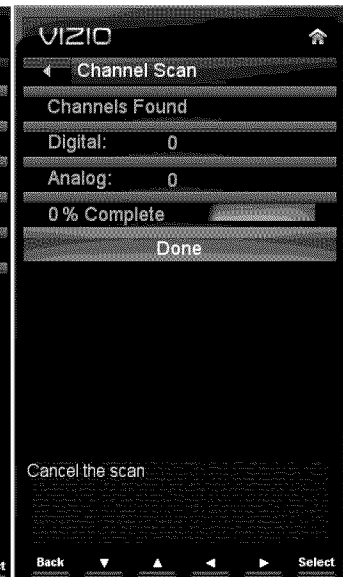 VIZIO
Channel Scan
Channels Found
Digital: 0
Analog: 0
0 % Complete
Done
Cancel the scan
Back
Select